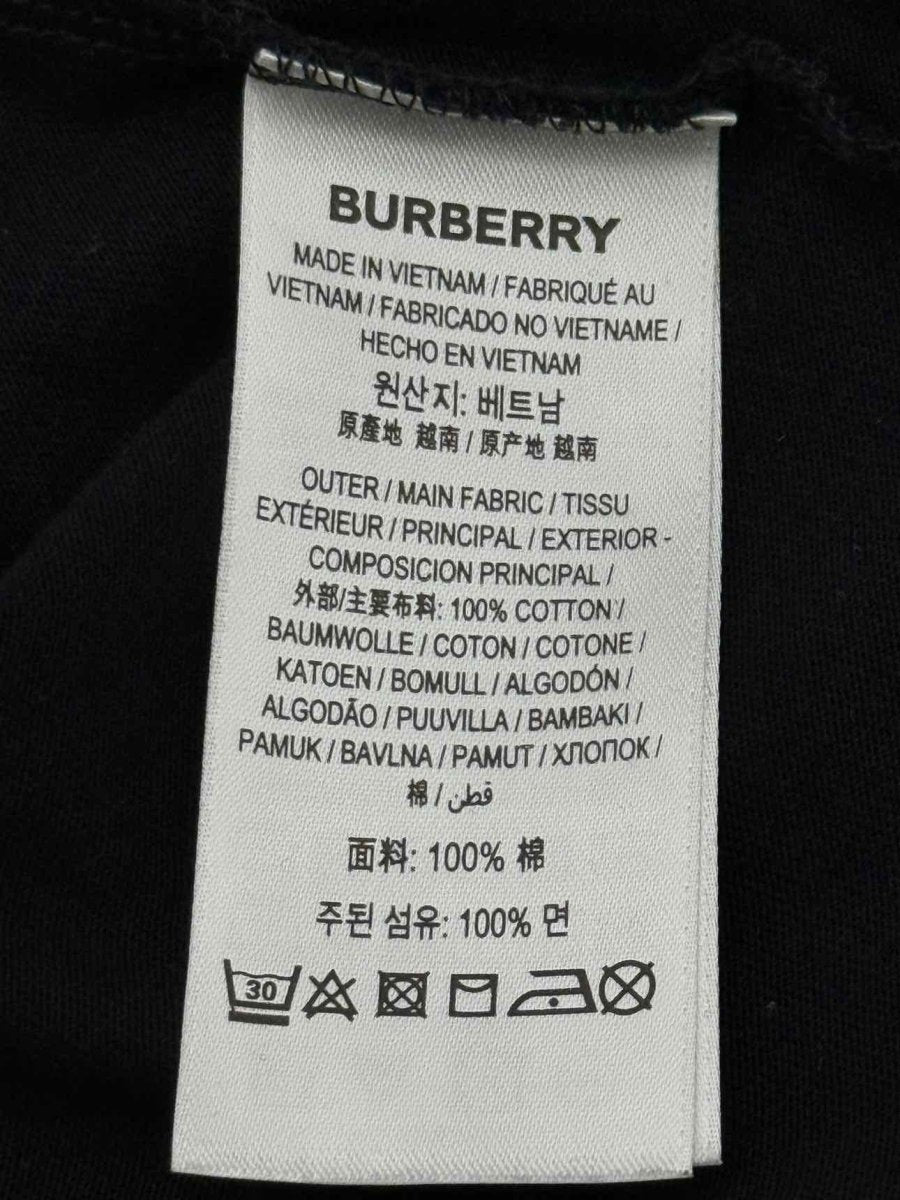 BURBERRY
MADE IN VIETNAM / FABRIQUÉ AU
VIETNAM / FABRICADO NO VIETNAME /
HECHO EN VIETNAM
원산지: 베트남
原產地 越南 / 原产地 越南
OUTER / MAIN FABRIC / TISSU
EXTÉRIEUR / PRINCIPAL / EXTERIOR -
COMPOSICION PRINCIPAL /
外部/主要布料: 100% COTTON /
BAUMWOLLE / COTON / COTONE /
KATOEN / BOMULL / ALGODÓN /
ALGODÃO / PUUVILLA / BAMBAKI /
PAMUK / BAVLNA / PAMUT / ХЛОПОК /
棉 / قطن
面料: 100% 棉
주된 섬유: 100% 면
30